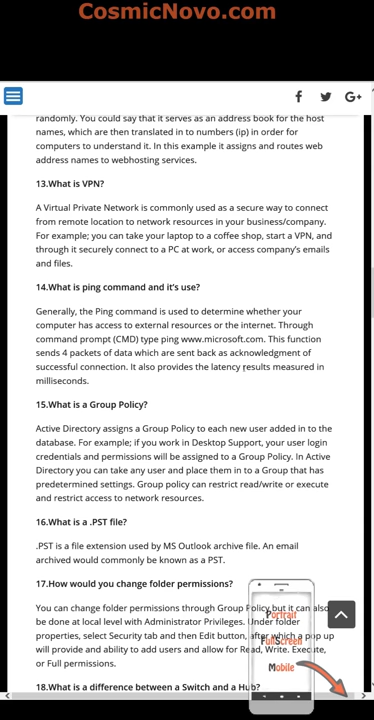 CosmicNovo.com
randomly. You could say that it serves as an address book for the host
names, which are then translated in to numbers (ip) in order for
computers to understand it. In this example it assigns and routes web
address names to webhosting services.
13.What is VPN?
A Virtual Private Network is commonly used as a secure way to connect
from remote location to network resources in your business/company.
For example; you can take your laptop to a coffee shop, start a VPN, and
through it securely connect to a PC at work, or access company's emails
and files.
14.What is ping command and it's use?
Generally, the Ping command is used to determine whether your
computer has access to external resources or the internet. Through
command prompt (CMD) type ping www.microsoft.com. This function
sends 4 packets of data which are sent back as acknowledgment of
successful connection. It also provides the latency results measured in
milliseconds.
15.What is a Group Policy?
Active Directory assigns a Group Policy to each new user added in to the
database. For example; if you work in Desktop Support, your user login
credentials and permissions will be assigned to a Group Policy. In Active
Directory you can take any user and place them in to a Group that has
predetermined settings. Group policy can restrict read/write or execute
and restrict access to network resources.
16.What is a .PST file?
.PST is a file extension used by MS Outlook archive file. An email
archived would commonly be known as a PST.
17.How would you change folder permissions?
You can change folder permissions through Group Policy but it can also
be done at local level with Administrator Privileges. Under folder
properties, select Security tab and then Edit button, after which a pop up
will provide and ability to add users and allow for Read, Write. Execute,
or Full permissions.
18.What is a difference between a Switch and a Hub?
Portrait
FullScreen
Mobile